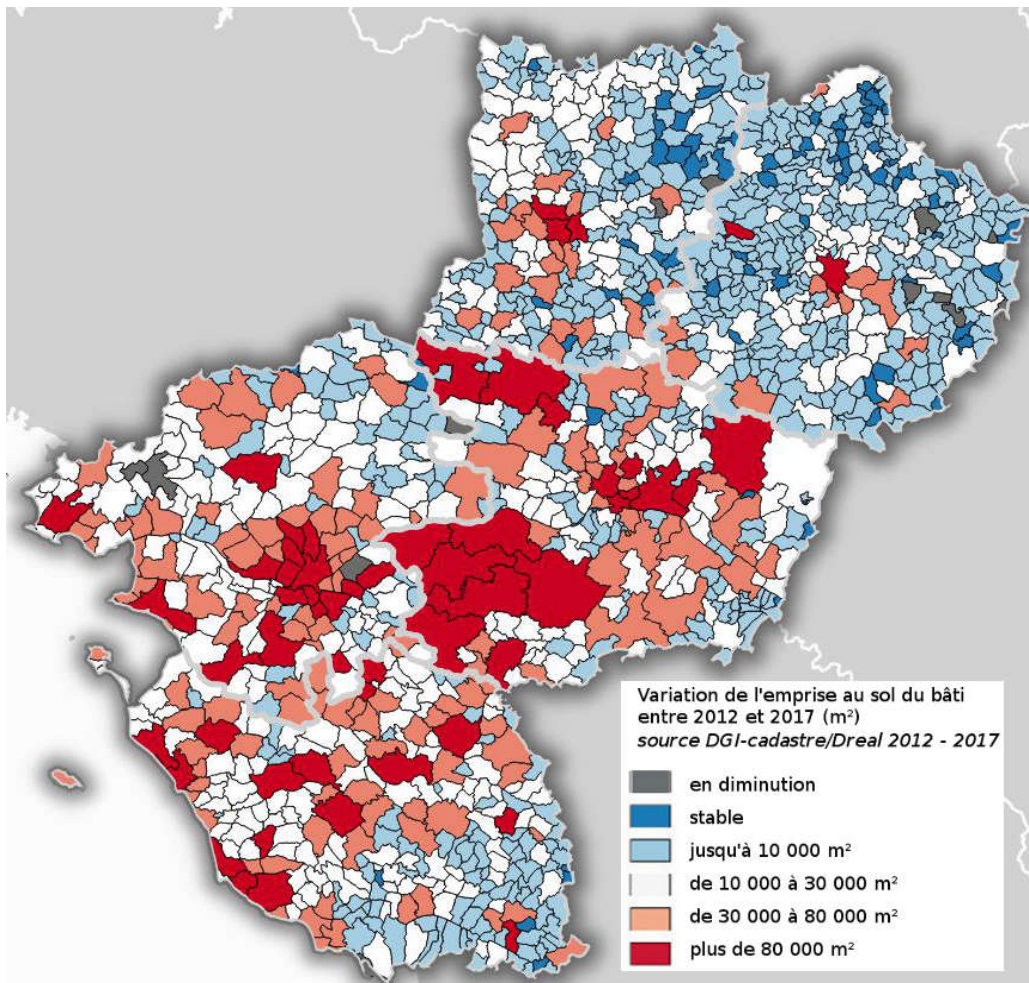 Variation de l'emprise au sol du bâti
entre 2012 et 2017 (m²)
source DGI-cadastre/Dreal 2012 - 2017
en diminution
stable
jusqu'à 10 000 m²
de 10 000 à 30 000 m²
de 30 000 à 80 000 m²
plus de 80 000 m²